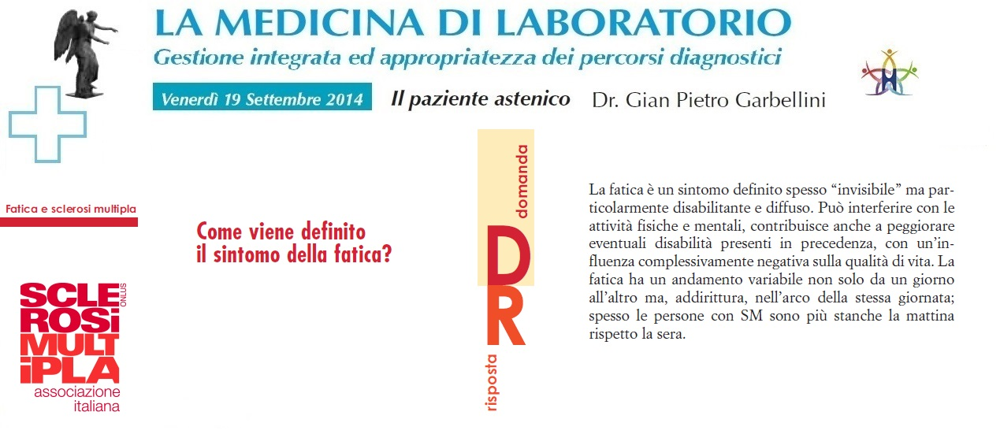 LA MEDICINA DI LABORATORIO
Gestione integrata ed appropriatezza dei percorsi diagnostici
Venerdì 19 Settembre 2014
Il paziente astenico
Dr. Gian Pietro Garbellini
H
Fatica e sclerosi multipla
Come viene definito
il sintomo della fatica?
domanda
D
R
risposta
La fatica è un sintomo definito spesso “invisibile” ma par-
ticolarmente disabilitante e diffuso. Può interferire con le
attività fisiche e mentali, contribuisce anche a peggiorare
eventuali disabilità presenti in precedenza, con un’in-
fluenza complessivamente negativa sulla qualità di vita. La
fatica ha un andamento variabile non solo da un giorno
all’altro ma, addirittura, nell’arco della stessa giornata;
spesso le persone con SM sono più stanche la mattina
rispetto la sera.
SCLE
ROSi
MULT
iPLA
ONLUS
associazione
italiana